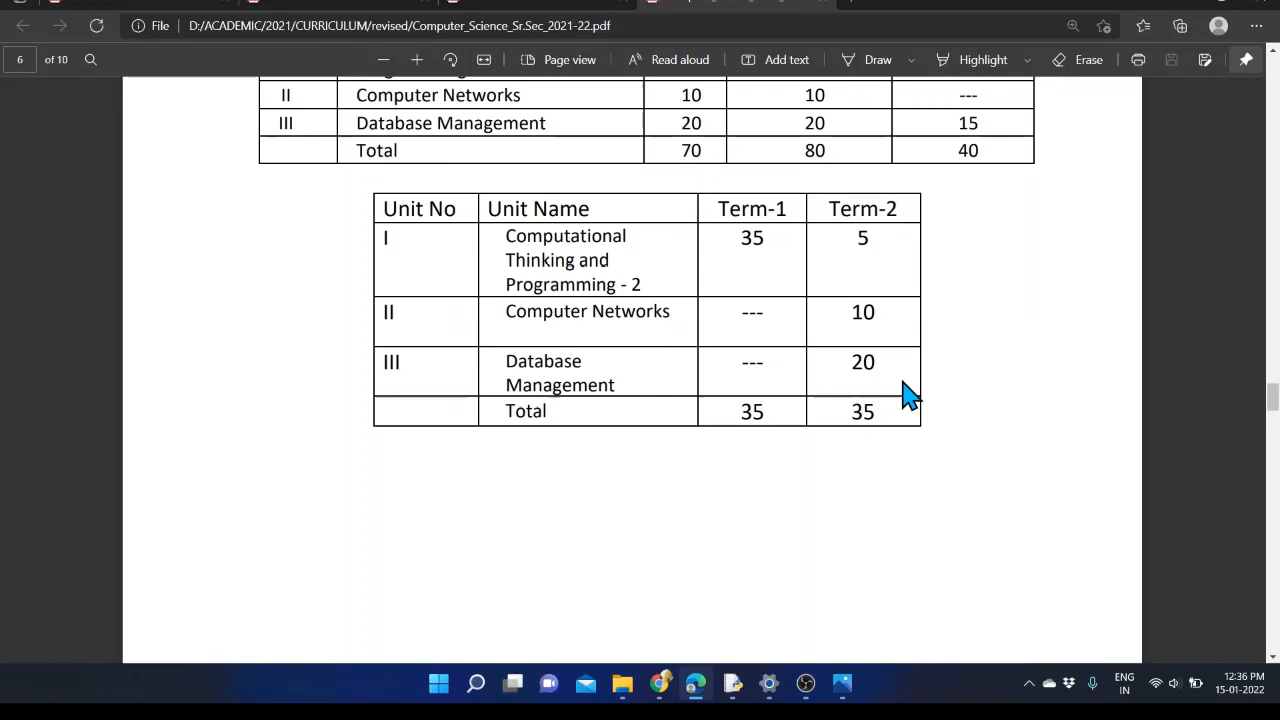 File D:/ACADEMIC/2021/CURRICULUM/revised/Computer_Science_Sr.Sec_2021-22.pdf
6 of 10 Page view Read aloud Add text Draw Highlight Erase
II Computer Networks 10 10 ---
III Database Management 20 20 15
Total 70 80 40
Unit No Unit Name Term-1 Term-2
I Computational 35 5
Thinking and
Programming - 2
II Computer Networks --- 10
III Database --- 20
Management
Total 35 35
ENG 12:36 PM
IN 15-01-2022